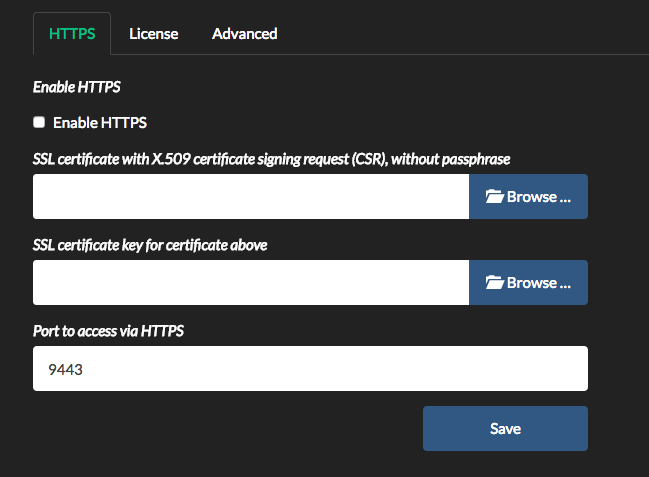 HTTPS License Advanced
Enable HTTPS
Enable HTTPS
SSL certificate with X.509 certificate signing request (CSR), without passphrase
Browse ...
SSL certificate key for certificate above
Browse ...
Port to access via HTTPS
9443
Save